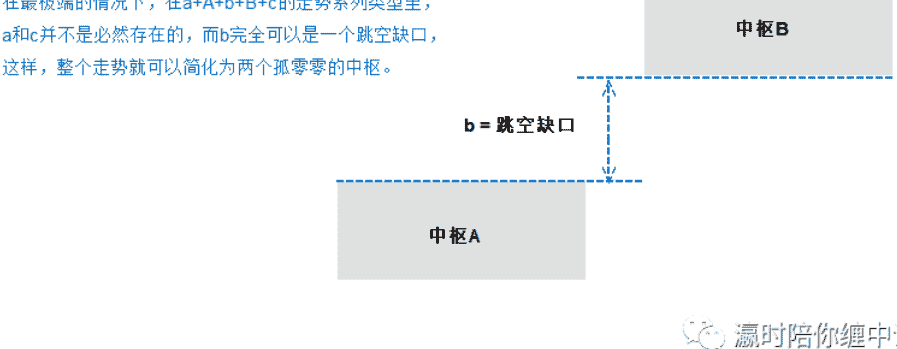 在最极端的情况下，在a+A+b+B+c的走势系列类型里，
a和c并不是必然存在的，而b完全可以是一个跳空缺口，
这样，整个走势就可以简化为两个孤零零的中枢。
中枢B
b = 跳空缺口
中枢A
瀛时陪你缠中